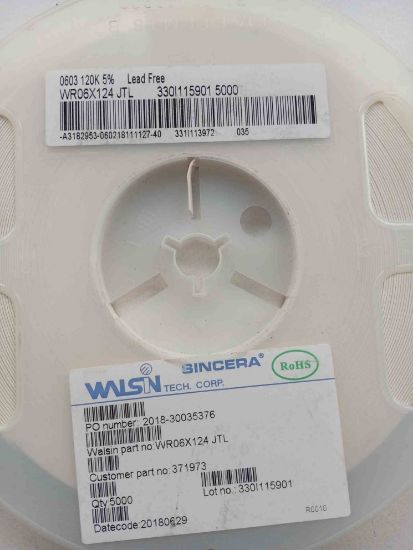 0603 120K 5% Lead Free
WR06X124 JTL 330I115901 5000
-A3182953-060218111127-40 331I113972 035
WALSIN SINCERA®
TECH. CORP.
RoHS
PO number: 2018-30035376
Walsin part no:WR06X124 JTL
Customer part no:371973
Qty:5000
Lot no.:330I115901
Datecode:20180629
R0010